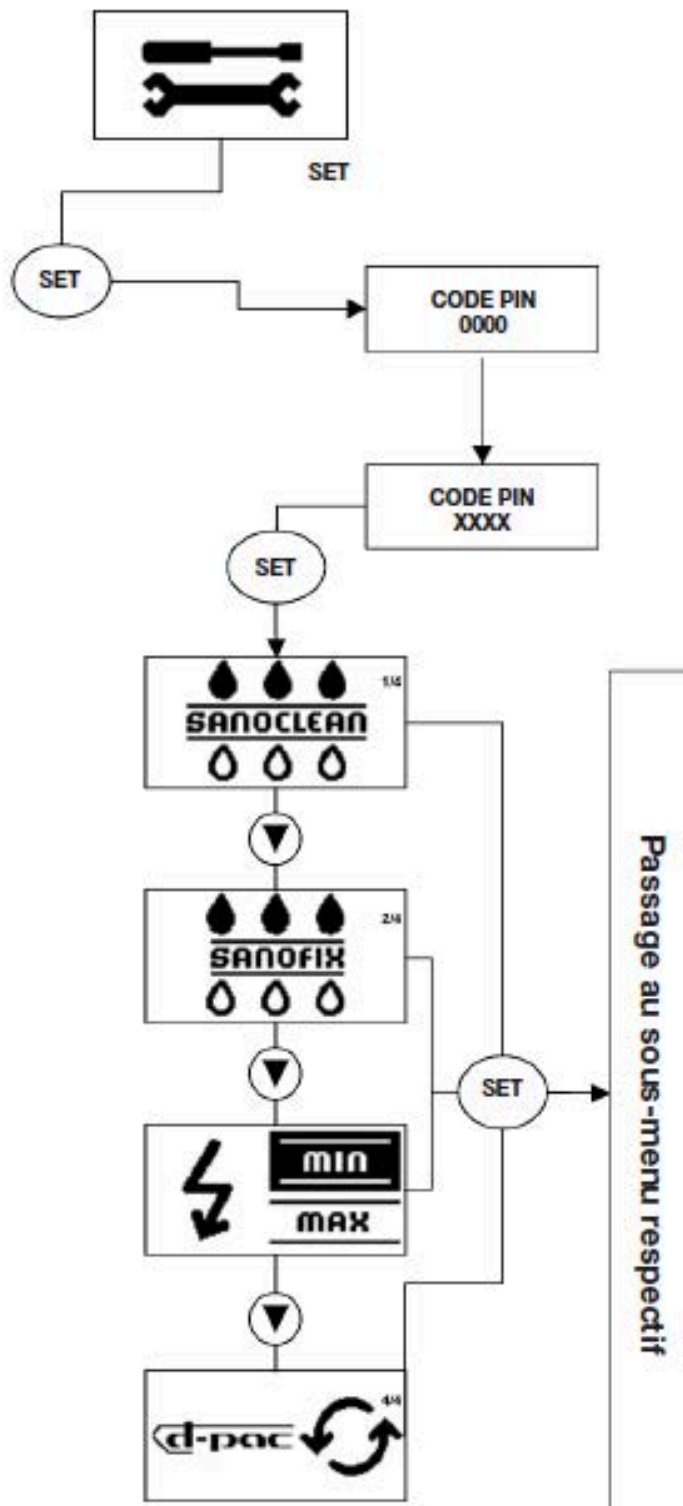 SET
SET
CODE PIN
0000
CODE PIN
XXXX
SET
1/4
SANOCLEAN
2/4
SANOFIX
SET
MIN
MAX
4/4
d-pac
Passage au sous-menu respectif